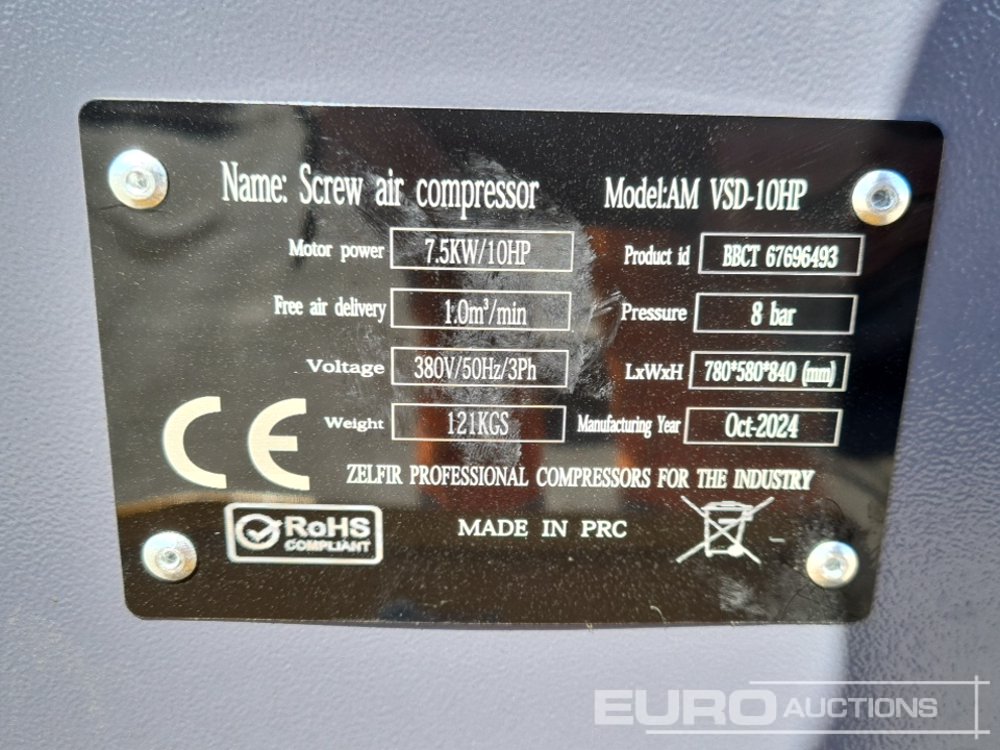 Name: Screw air compressor Model:AM VSD-10HP
Motor power 7.5KW/10HP Product id BBCT 67696493
Free air delivery 1.0m³/min Pressure 8 bar
Voltage 380V/50Hz/3Ph LxWxH 780*580*840 (mm)
Weight 121KGS Manufacturing Year Oct-2024
CE
ZELFIR PROFESSIONAL COMPRESSORS FOR THE INDUSTRY
RoHS
COMPLIANT
MADE IN PRC
EURO AUCTIONS